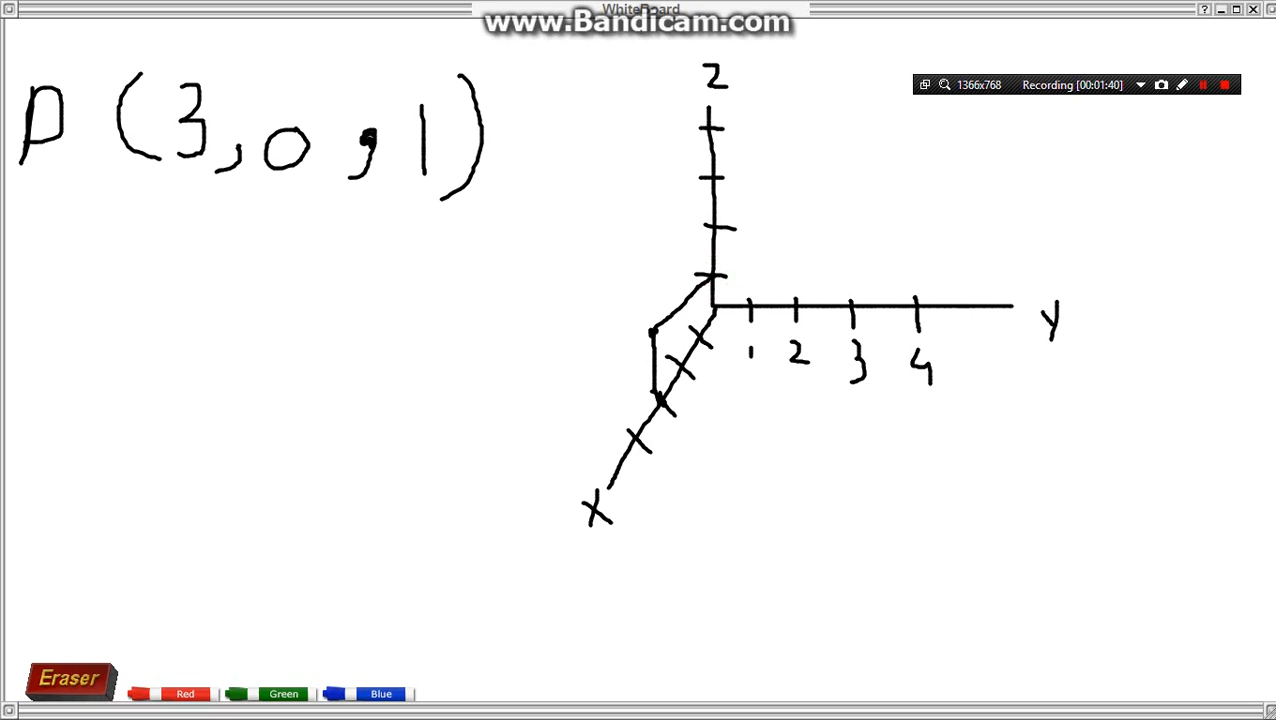 WhiteBoard
www.Bandicam.com
1366x768 Recording [00:01:40]
P (3,0,1)
z
y
1 2 3 4
x
Eraser
Red Green Blue